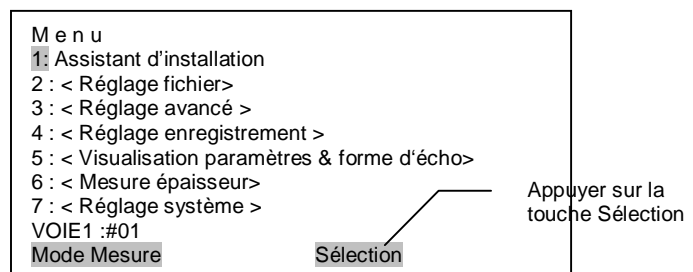 M e n u
1: Assistant d’installation
2 : < Réglage fichier>
3 : < Réglage avancé >
4 : < Réglage enregistrement >
5 : < Visualisation paramètres & forme d‘écho>
6 : < Mesure épaisseur>
7 : < Réglage système >
VOIE1 :#01
Mode Mesure Sélection
Appuyer sur la
touche Sélection